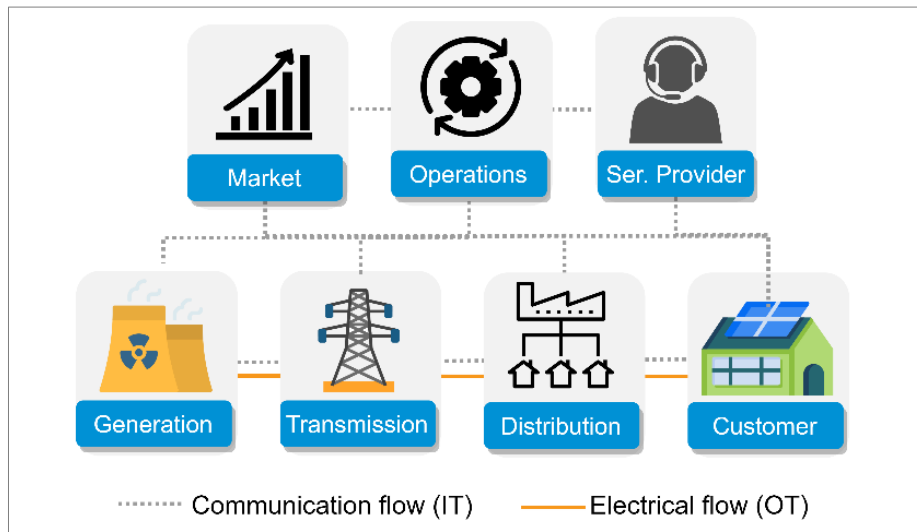 Market
Operations
Ser. Provider
Generation
Transmission
Distribution
Customer
Communication flow (IT)
Electrical flow (OT)